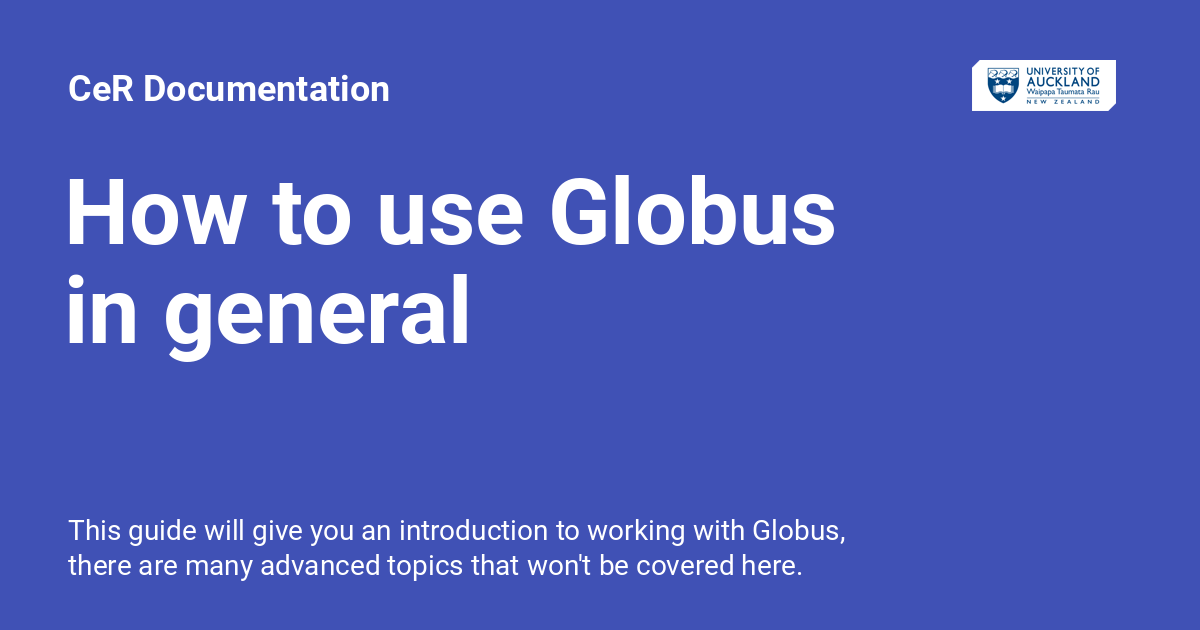 CeR Documentation
UNIVERSITY OF
AUCKLAND
Waipapa Taumata Rau
NEW ZEALAND
How to use Globus
in general
This guide will give you an introduction to working with Globus,
there are many advanced topics that won't be covered here.